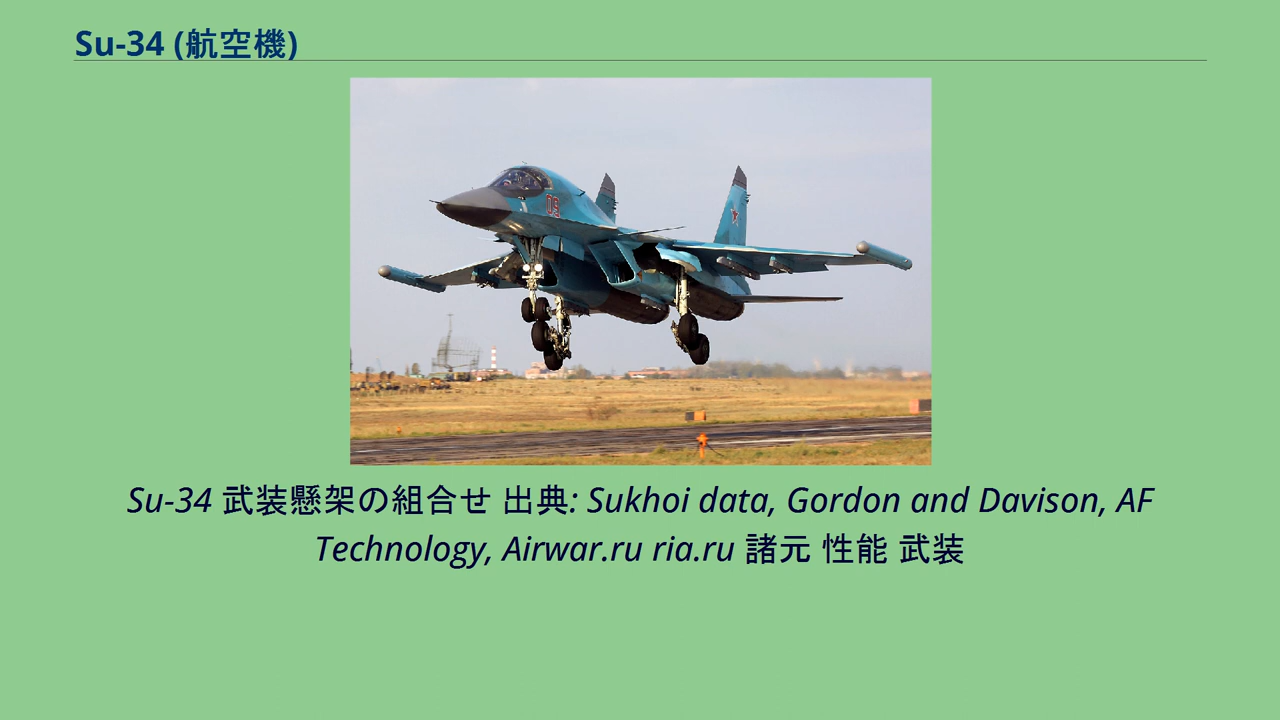 Su-34 (航空機)
05
Su-34 武装懸架の組合せ 出典: Sukhoi data, Gordon and Davison, AF
Technology, Airwar.ru ria.ru 諸元 性能 武装